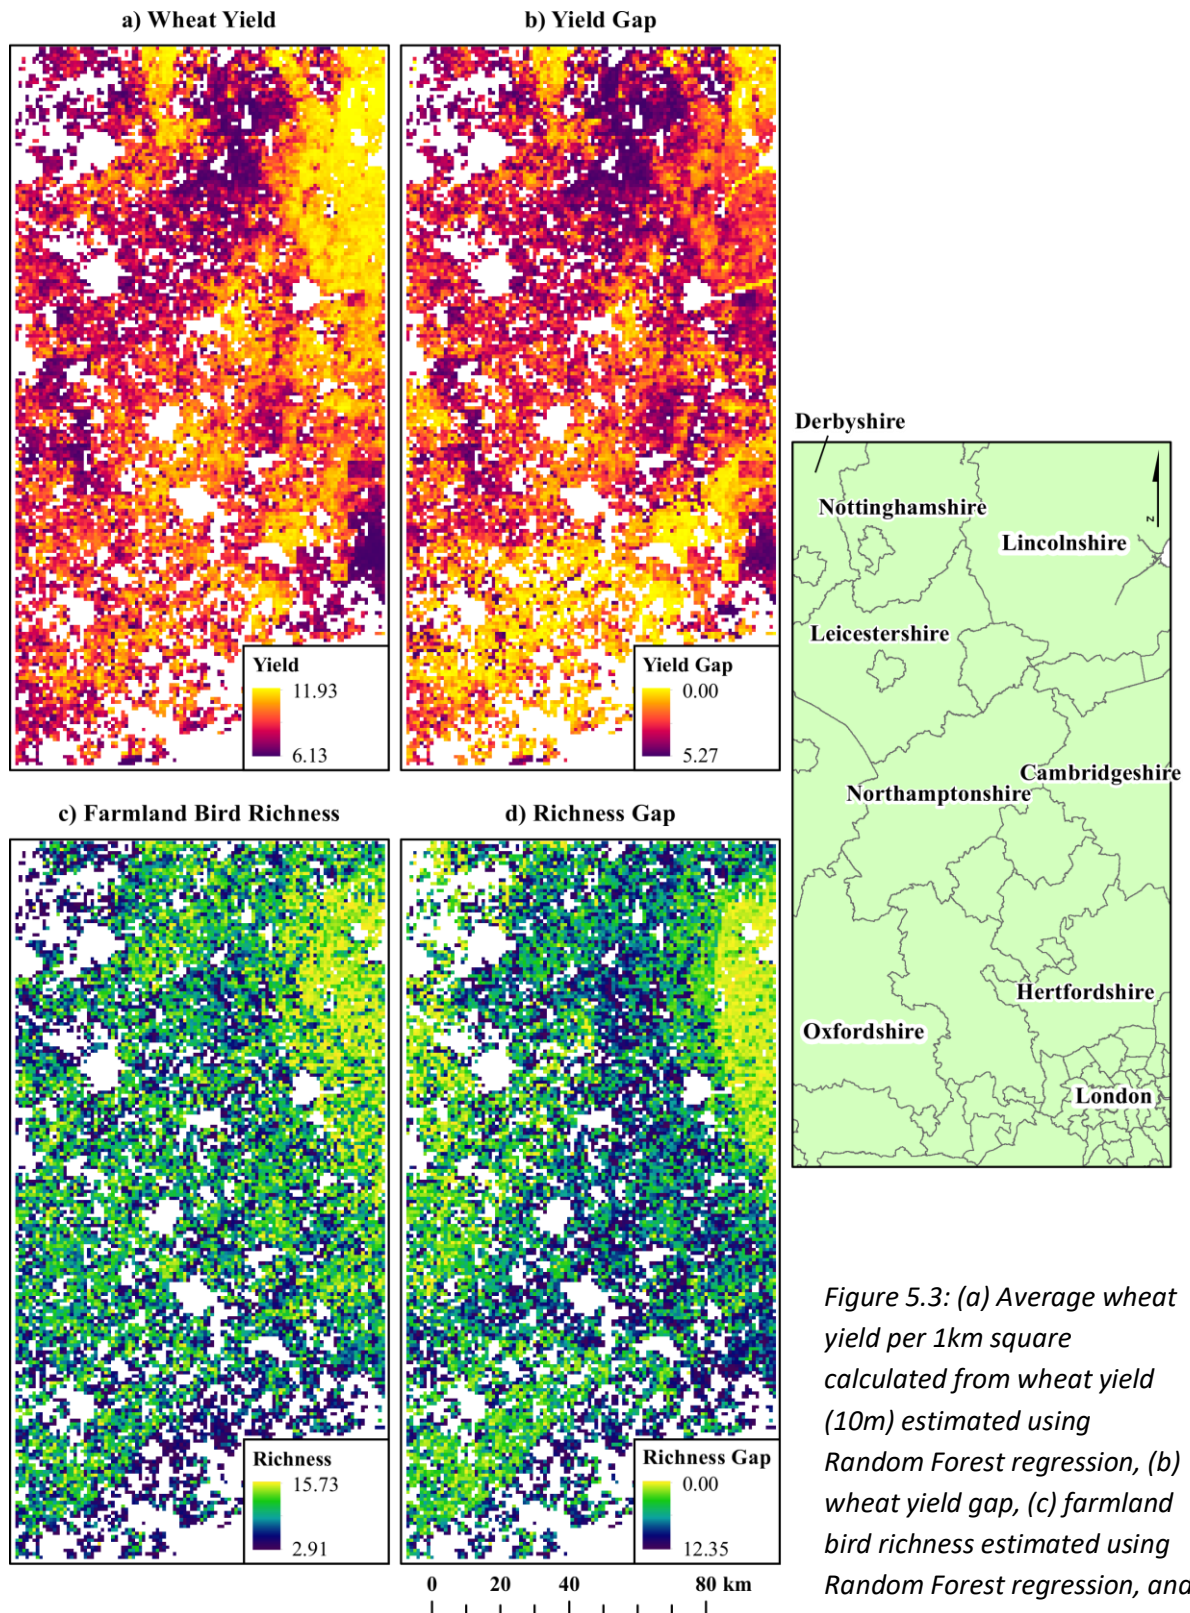 a) Wheat Yield
b) Yield Gap
Yield
11.93
6.13
Yield Gap
0.00
5.27
Derbyshire
Nottinghamshire
Lincolnshire
Leicestershire
Cambridgeshire
Northamptonshire
Hertfordshire
Oxfordshire
London
N
c) Farmland Bird Richness
d) Richness Gap
Richness
15.73
2.91
Richness Gap
0.00
12.35
0 20 40 80 km
Figure 5.3: (a) Average wheat
yield per 1km square
calculated from wheat yield
(10m) estimated using
Random Forest regression, (b)
wheat yield gap, (c) farmland
bird richness estimated using
Random Forest regression, and